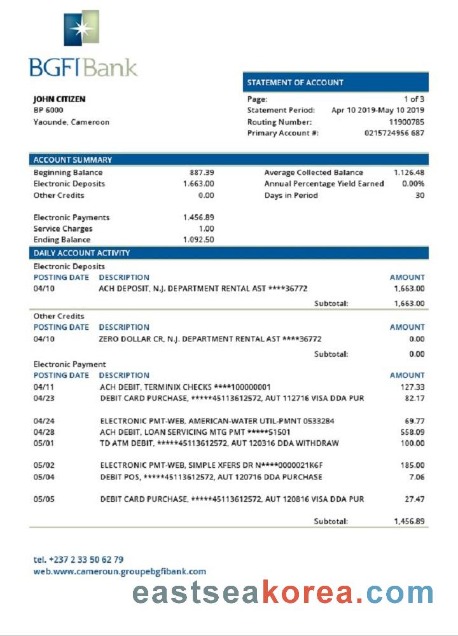 BGFIBank
STATEMENT OF ACCOUNT
JOHN CITIZEN
BP 6000
Yaounde, Cameroon
Page: 1 of 3
Statement Period: Apr 10 2019-May 10 2019
Routing Number: 11900785
Primary Account #: 0215724956 687
ACCOUNT SUMMARY
Beginning Balance 887.39 Average Collected Balance 1,126.48
Electronic Deposits 1,663.00 Annual Percentage Yield Earned 0.00%
Other Credits 0.00 Days in Period 30
Electronic Payments 1,456.89
Service Charges 1.00
Ending Balance 1,092.50
DAILY ACCOUNT ACTIVITY
Electronic Deposits
POSTING DATE DESCRIPTION AMOUNT
04/10 ACH DEPOSIT, N.J. DEPARTMENT RENTAL AST ****36772 1,663.00
Subtotal: 1,663.00
Other Credits
POSTING DATE DESCRIPTION AMOUNT
04/10 ZERO DOLLAR CR, N.J. DEPARTMENT RENTAL AST ****36772 0.00
Subtotal: 0.00
Electronic Payment
POSTING DATE DESCRIPTION AMOUNT
04/11 ACH DEBIT, TERMINIX CHECKS ****100000001 127.33
04/23 DEBIT CARD PURCHASE, *****45113612572, AUT 112716 VISA DDA PUR 82.17
04/24 ELECTRONIC PMT-WEB, AMERICAN-WATER UTIL-PMNT 0533284 69.77
04/28 ACH DEBIT, LOAN SERVICING MTG PMT *****51501 558.09
05/01 TD ATM DEBIT, *****45113612572, AUT 120316 DDA WITHDRAW 100.00
05/02 ELECTRONIC PMT-WEB, SIMPLE XFERS DR N****0000021K6F 185.00
05/04 DEBIT POS, *****45113612572, AUT 120716 DDA PURCHASE 7.06
05/05 DEBIT CARD PURCHASE, *****45113612572, AUT 120816 VISA DDA PUR 27.47
Subtotal: 1,456.89
tel. +237 2 33 50 62 79
web.www.cameroun.groupebgfibank.com
eastseakorea.com